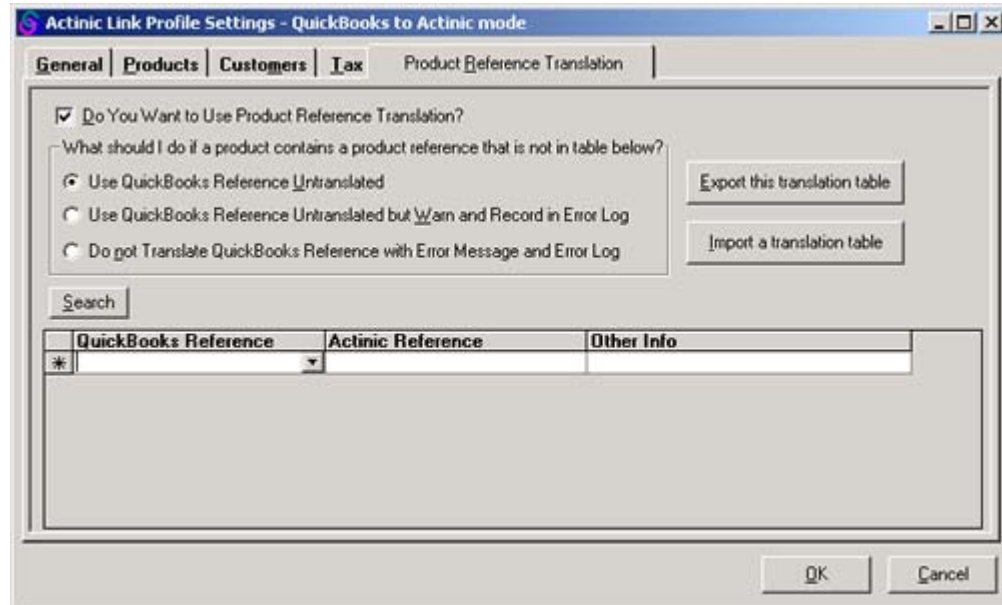 Actinic Link Profile Settings - QuickBooks to Actinic mode
General Products Customers Tax Product Reference Translation
Do You Want to Use Product Reference Translation?
What should I do if a product contains a product reference that is not in table below?
Use QuickBooks Reference Untranslated
Export this translation table
Use QuickBooks Reference Untranslated but Warn and Record in Error Log
Import a translation table
Do not Translate QuickBooks Reference with Error Message and Error Log
Search
QuickBooks Reference Actinic Reference Other Info
OK Cancel